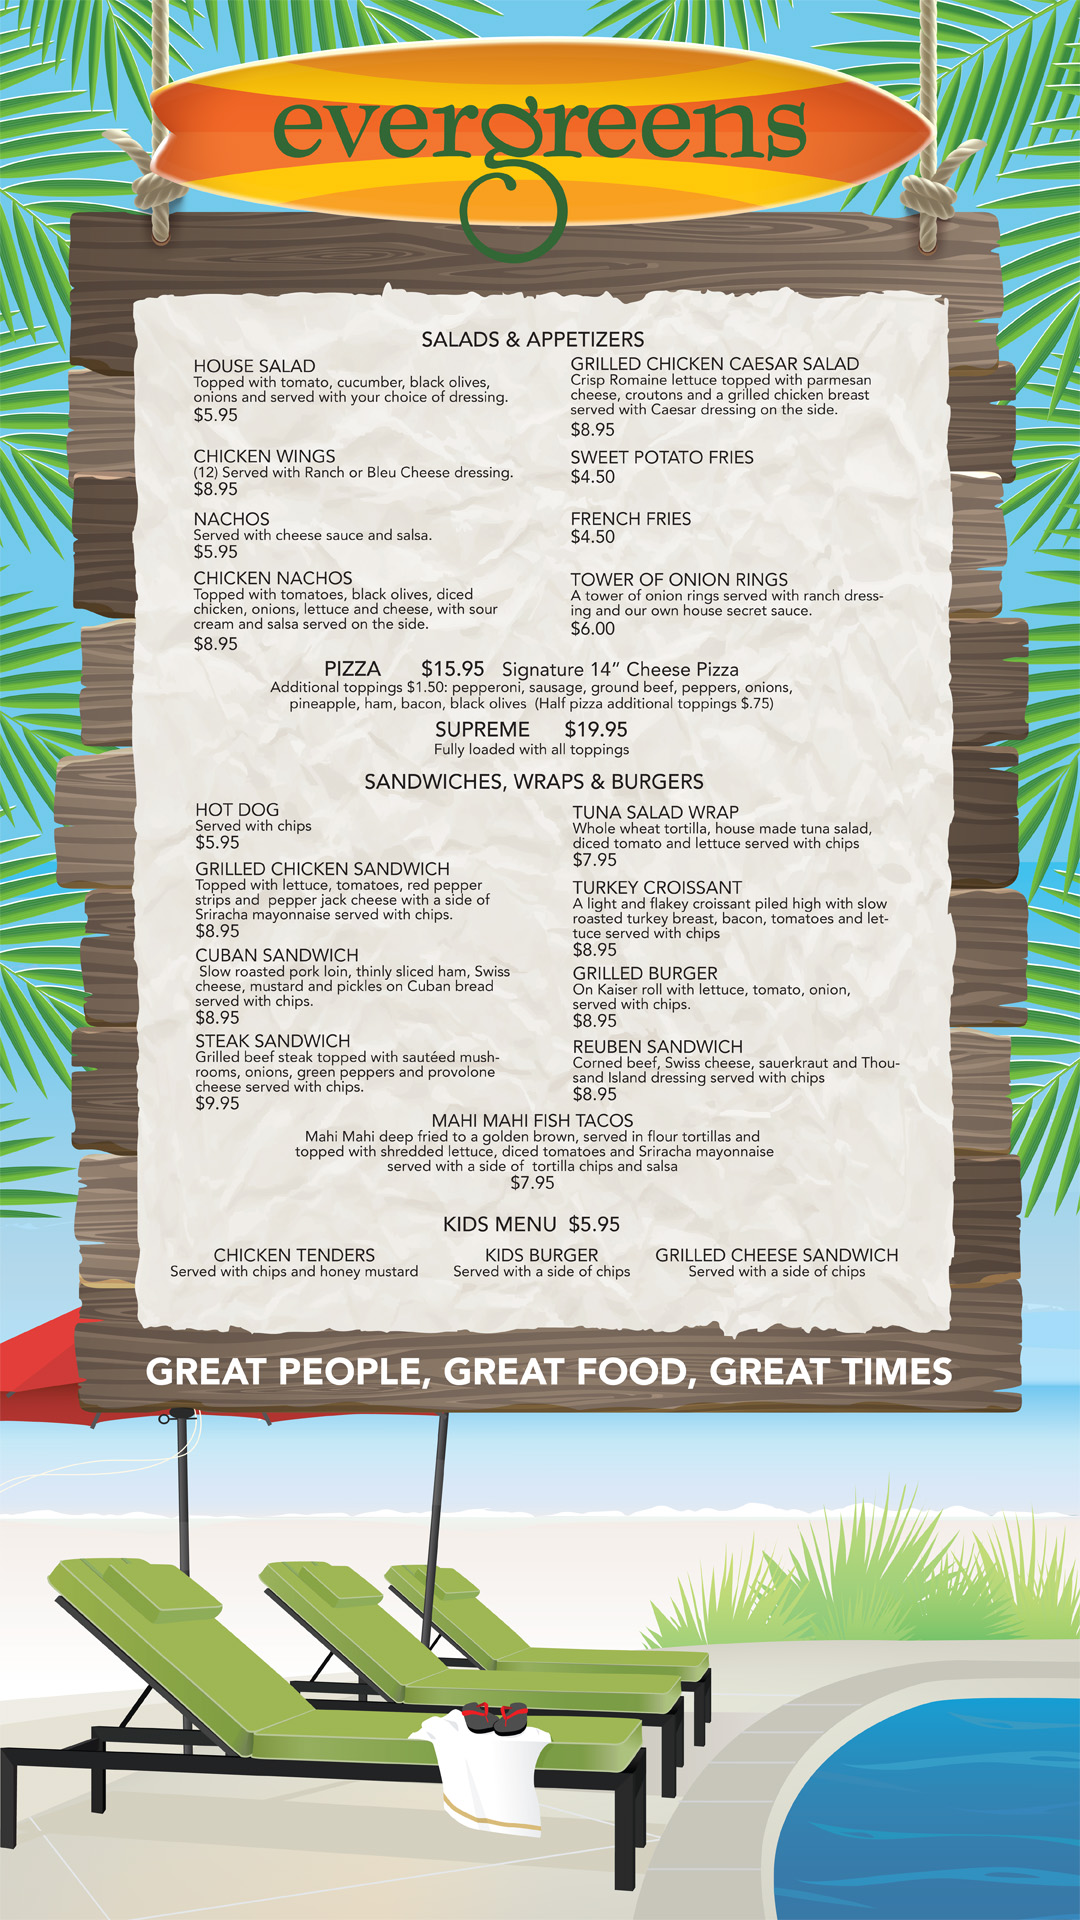 evergreens
SALADS & APPETIZERS
HOUSE SALAD
Topped with tomato, cucumber, black olives,
onions and served with your choice of dressing.
$5.95
GRILLED CHICKEN CAESAR SALAD
Crisp Romaine lettuce topped with parmesan
cheese, croutons and a grilled chicken breast
served with Caesar dressing on the side.
$8.95
CHICKEN WINGS
(12) Served with Ranch or Bleu Cheese dressing.
$8.95
SWEET POTATO FRIES
$4.50
NACHOS
Served with cheese sauce and salsa.
$5.95
FRENCH FRIES
$4.50
CHICKEN NACHOS
Topped with tomatoes, black olives, diced
chicken, onions, lettuce and cheese, with sour
cream and salsa served on the side.
$8.95
TOWER OF ONION RINGS
A tower of onion rings served with ranch dress-
ing and our own house secret sauce.
$6.00
PIZZA $15.95 Signature 14" Cheese Pizza
Additional toppings $1.50: pepperoni, sausage, ground beef, peppers, onions,
pineapple, ham, bacon, black olives (Half pizza additional toppings $.75)
SUPREME $19.95
Fully loaded with all toppings
SANDWICHES, WRAPS & BURGERS
HOT DOG
Served with chips
$5.95
TUNA SALAD WRAP
Whole wheat tortilla, house made tuna salad,
diced tomato and lettuce served with chips
$7.95
GRILLED CHICKEN SANDWICH
Topped with lettuce, tomatoes, red pepper
strips and pepper jack cheese with a side of
Sriracha mayonnaise served with chips.
$8.95
TURKEY CROISSANT
A light and flakey croissant piled high with slow
roasted turkey breast, bacon, tomatoes and let-
tuce served with chips
$8.95
CUBAN SANDWICH
Slow roasted pork loin, thinly sliced ham, Swiss
cheese, mustard and pickles on Cuban bread
served with chips.
$8.95
GRILLED BURGER
On Kaiser roll with lettuce, tomato, onion,
served with chips.
$8.95
STEAK SANDWICH
Grilled beef steak topped with sautéed mush-
rooms, onions, green peppers and provolone
cheese served with chips.
$9.95
REUBEN SANDWICH
Corned beef, Swiss cheese, sauerkraut and Thou-
sand Island dressing served with chips
$8.95
MAHI MAHI FISH TACOS
Mahi Mahi deep fried to a golden brown, served in flour tortillas and
topped with shredded lettuce, diced tomatoes and Sriracha mayonnaise
served with a side of tortilla chips and salsa
$7.95
KIDS MENU $5.95
CHICKEN TENDERS
Served with chips and honey mustard
KIDS BURGER
Served with a side of chips
GRILLED CHEESE SANDWICH
Served with a side of chips
GREAT PEOPLE, GREAT FOOD, GREAT TIMES